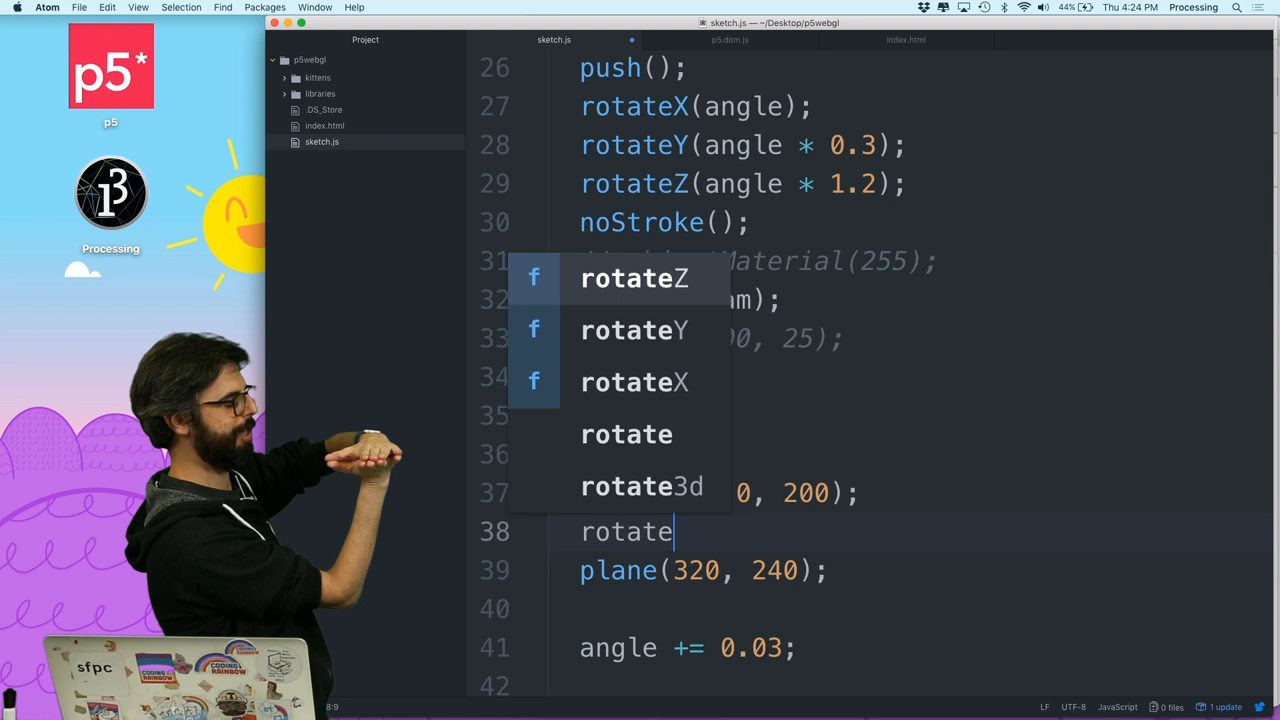 Atom File Edit View Selection Find Packages Window Help 44% Thu 4:24 PM Processing
sketch.js — ~/Desktop/p5webgl
Project sketch.js p5.dom.js index.html
p5*
p5
Processing
p5webgl
kittens
libraries
.DS_Store
index.html
sketch.js
26 push();
27 rotateX(angle);
28 rotateY(angle * 0.3);
29 rotateZ(angle * 1.2);
30 noStroke();
31 Material(255);
f rotateZ
32 am);
f rotateY
33 00, 25);
34
f rotateX
35
rotate
36
rotate3d
37 0, 200);
38 rotate
39 plane(320, 240);
40
41 angle += 0.03;
42
sfpc
CODING RAINBOW
8:9 LF UTF-8 JavaScript 0 files 1 update